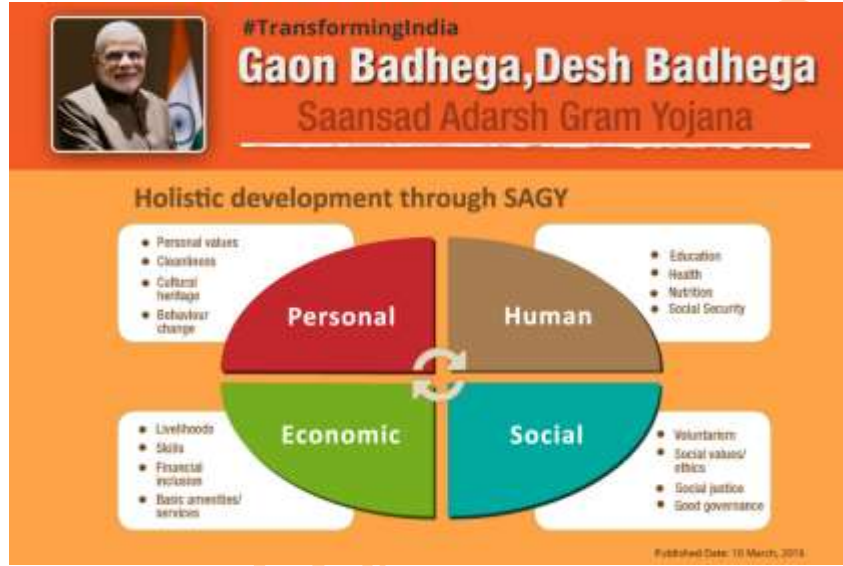 #TransformingIndia
Gaon Badhega,Desh Badhega
Saansad Adarsh Gram Yojana
Holistic development through SAGY
Personal values
Cleanliness
Cultural
heritage
Behaviour
change
Personal
Human
Education
Health
Nutrition
Social Security
Livelihoods
Skills
Financial
inclusion
Basic amenities/
services
Economic
Social
Voluntarism
Social values/
ethics
Social justice
Good governance
Published Date: 10 March, 2016